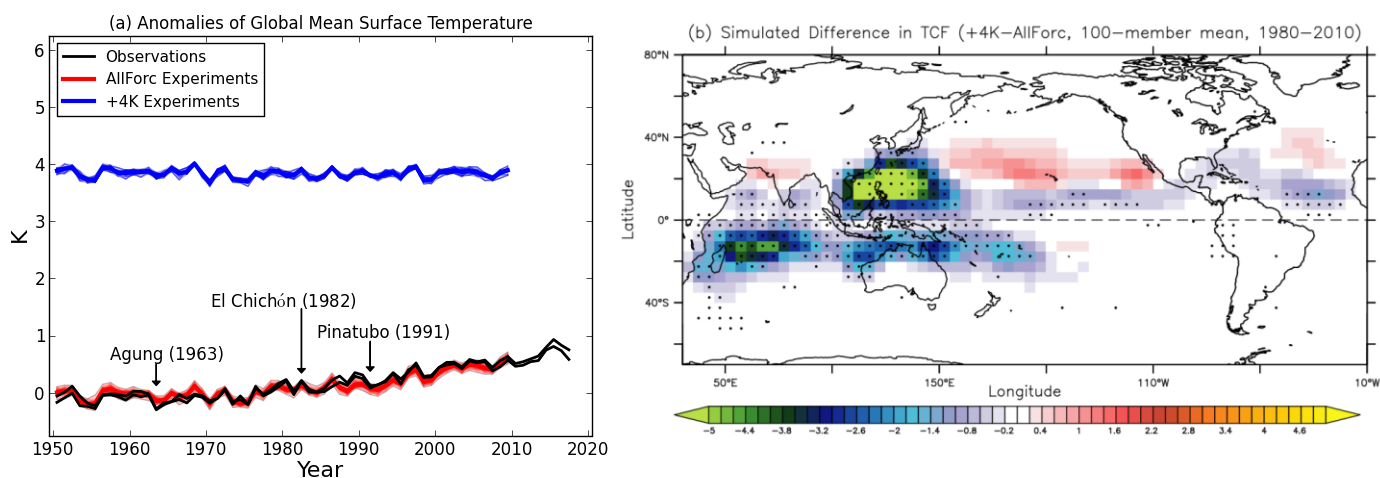 (a) Anomalies of Global Mean Surface Temperature
Observations
AllForc Experiments
+4K Experiments
K
6
5
4
3
2
1
0
El Chichón (1982)
Pinatubo (1991)
Agung (1963)
1950 1960 1970 1980 1990 2000 2010 2020
Year
(b) Simulated Difference in TCF (+4K−AllForc, 100−member mean, 1980−2010)
Latitude
80°N
40°N
0°
40°S
50°E 150°E 110°W 10°W
Longitude
−5 −4.4 −3.8 −3.2 −2.6 −2 −1.4 −0.8 −0.2 0.4 1 1.6 2.2 2.8 3.4 4 4.6